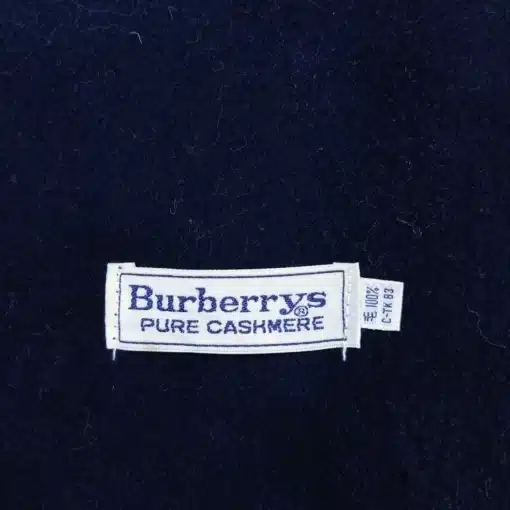 Burberrys®
PURE CASHMERE
毛 100%
C-TK 83